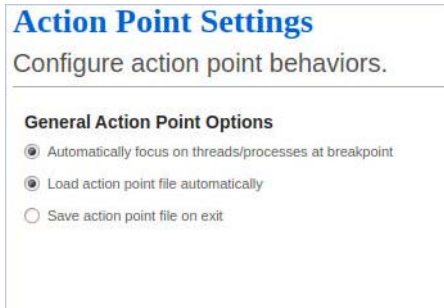 Action Point Settings
Configure action point behaviors.
General Action Point Options
Automatically focus on threads/processes at breakpoint
Load action point file automatically
Save action point file on exit